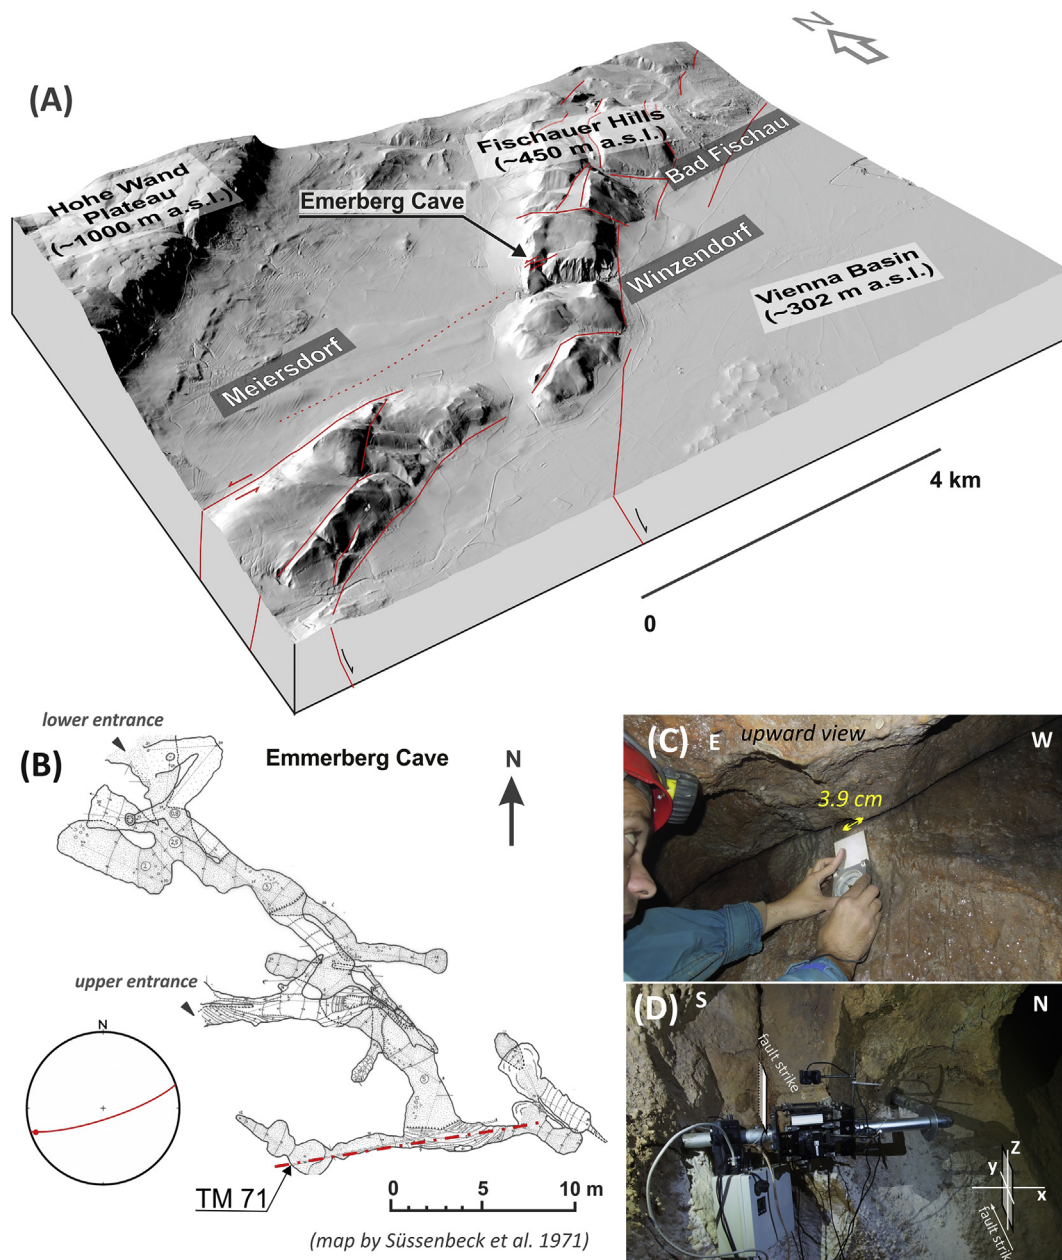 N
(A)
Fischauer Hills
(~450 m a.s.l.)
Bad Fischau
Hohe Wand
Plateau
(~1000 m a.s.l.)
Emerberg Cave
Winzendorf
Vienna Basin
(~302 m a.s.l.)
Meiersdorf
4 km
0
lower entrance
(B)
Emmerberg Cave
N
upper entrance
N
TM 71
0 5 10 m
(map by Süssenbeck et al. 1971)
(C)
E
upward view
W
3.9 cm
(D)
S
N
fault strike
Z
y
x
fault strike